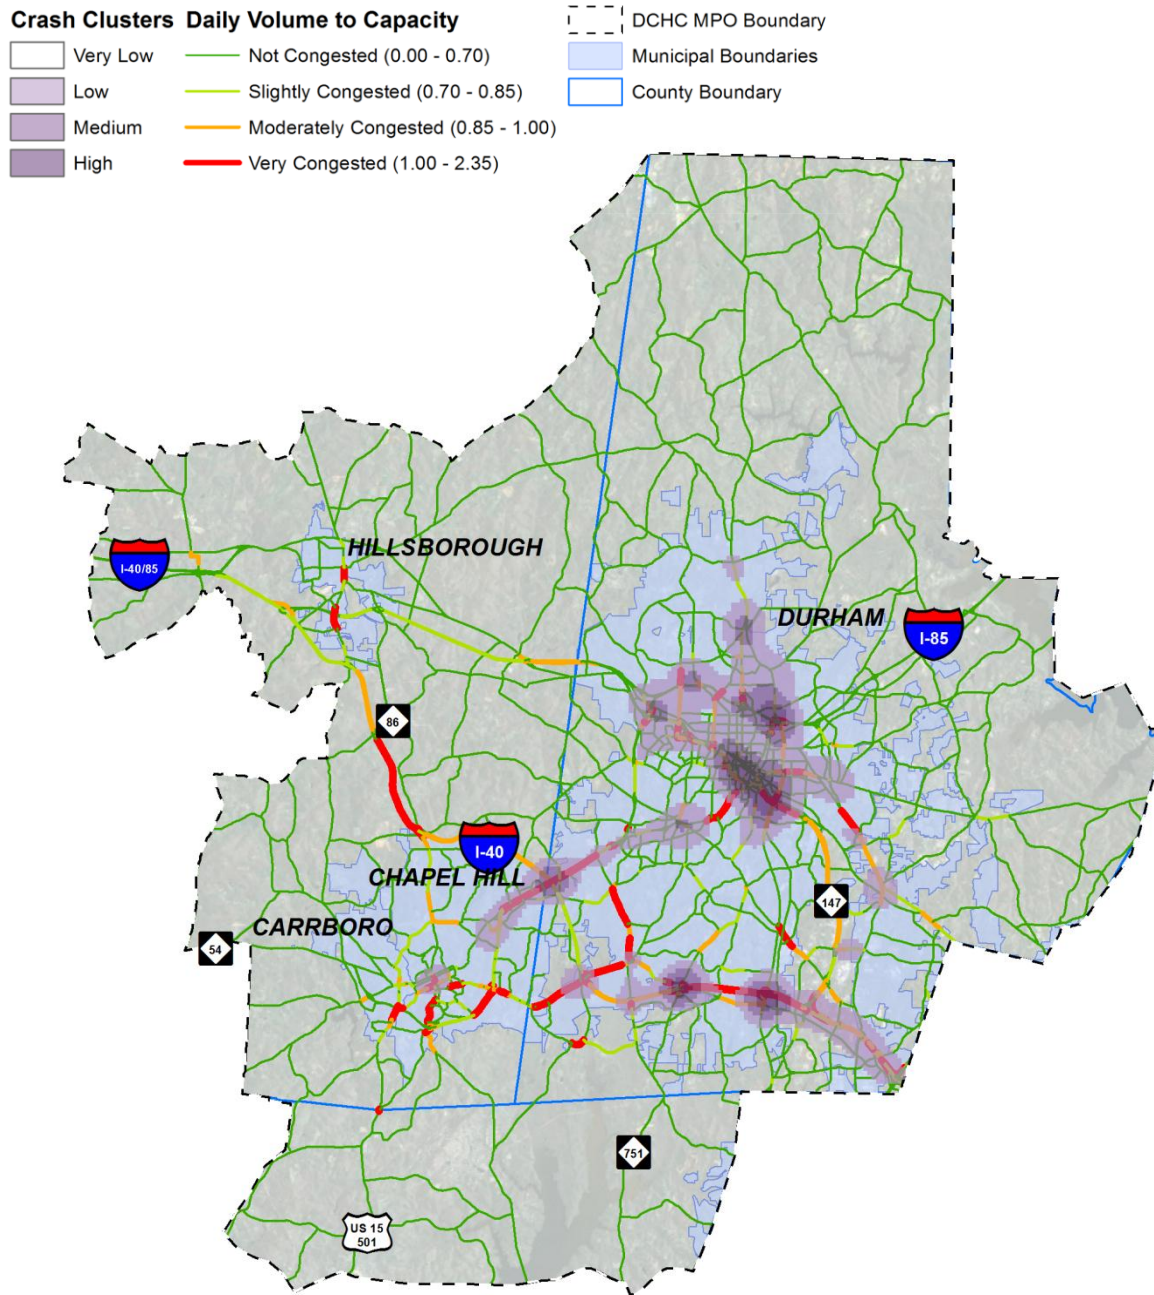 Crash Clusters
Very Low
Low
Medium
High
Daily Volume to Capacity
Not Congested (0.00 - 0.70)
Slightly Congested (0.70 - 0.85)
Moderately Congested (0.85 - 1.00)
Very Congested (1.00 - 2.35)
DCHC MPO Boundary
Municipal Boundaries
County Boundary
HILLSBOROUGH
I-40/85
DURHAM
I-85
86
I-40
CHAPEL HILL
147
CARRBORO
54
751
US 15
501